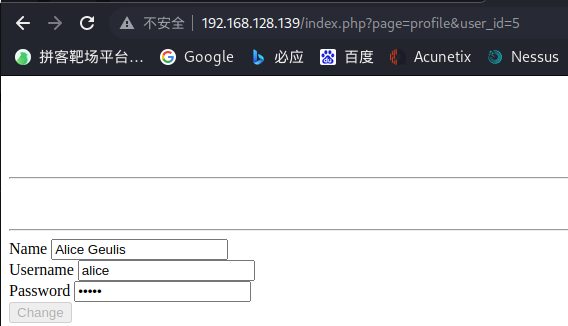 不安全 192.168.128.139/index.php?page=profile&user_id=5
拼客靶场平台... Google 必应 百度 Acunetix Nessus
Name Alice Geulis
Username alice
Password •••••
Change